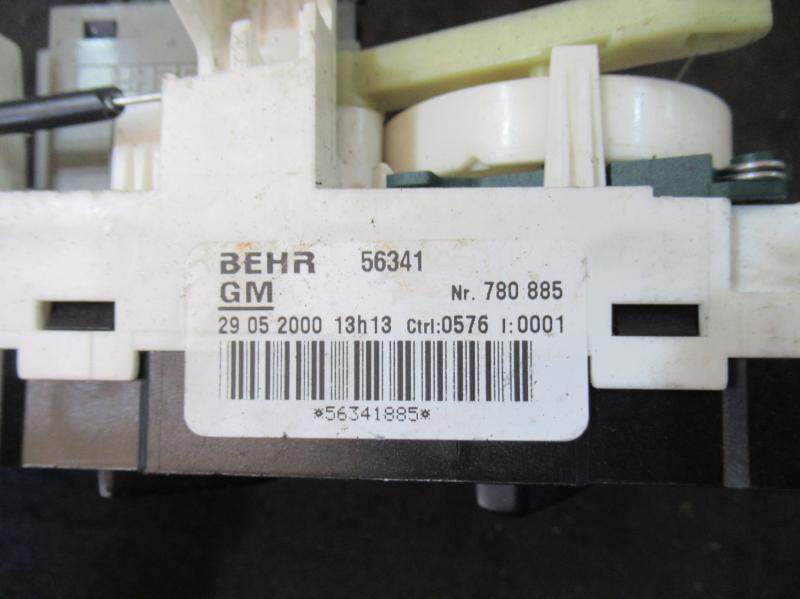 BEHR 56341
GM Nr. 780 885
29 05 2000 13h13 Ctrl:0576 I:0001
*56341885*